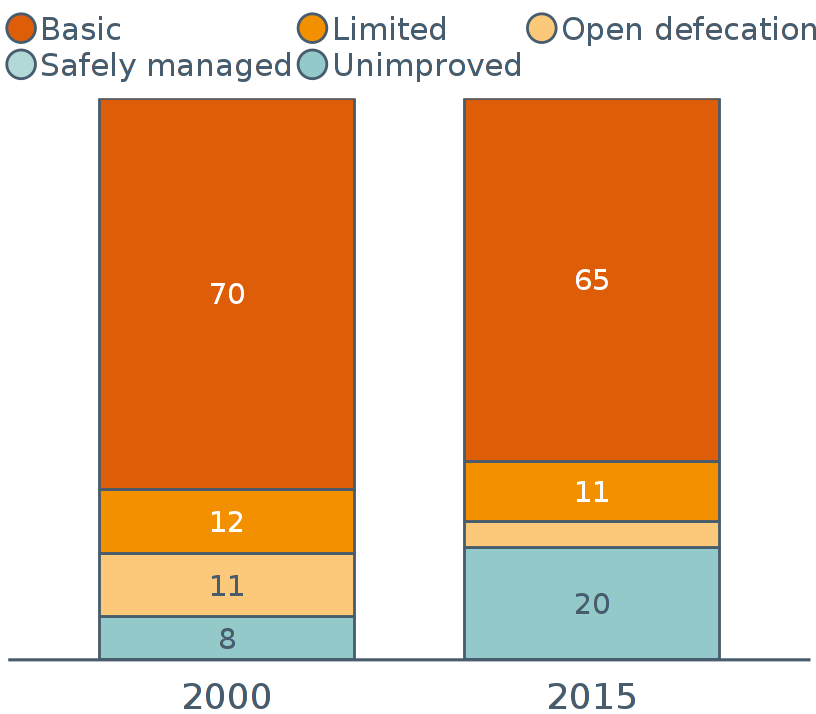 Basic Limited Open defecation
Safely managed Unimproved
70 65
12 11
11
8 20
2000 2015